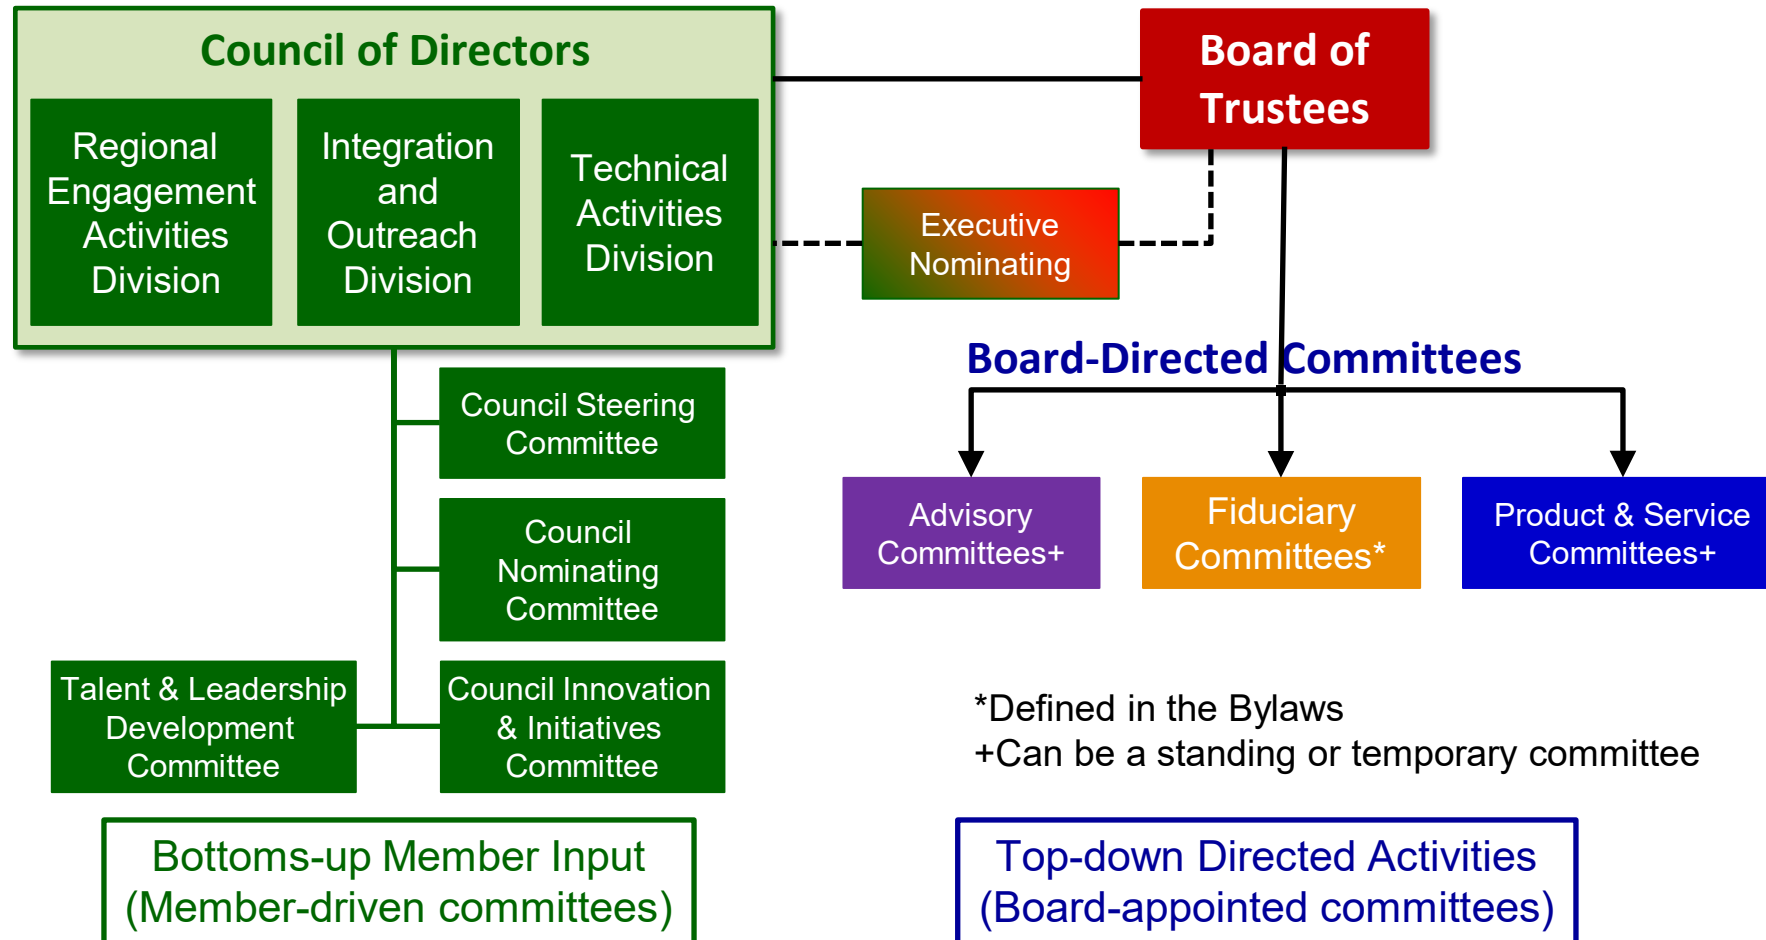 Council of Directors
Board of
Trustees
Regional
Engagement
Activities
Division
Integration
and
Outreach
Division
Technical
Activities
Division
Executive
Nominating
Board-Directed Committees
Council Steering
Committee
Council
Nominating
Committee
Talent & Leadership
Development
Committee
Council Innovation
& Initiatives
Committee
Advisory
Committees+
Fiduciary
Committees*
Product & Service
Committees+
*Defined in the Bylaws
+Can be a standing or temporary committee
Bottoms-up Member Input
(Member-driven committees)
Top-down Directed Activities
(Board-appointed committees)